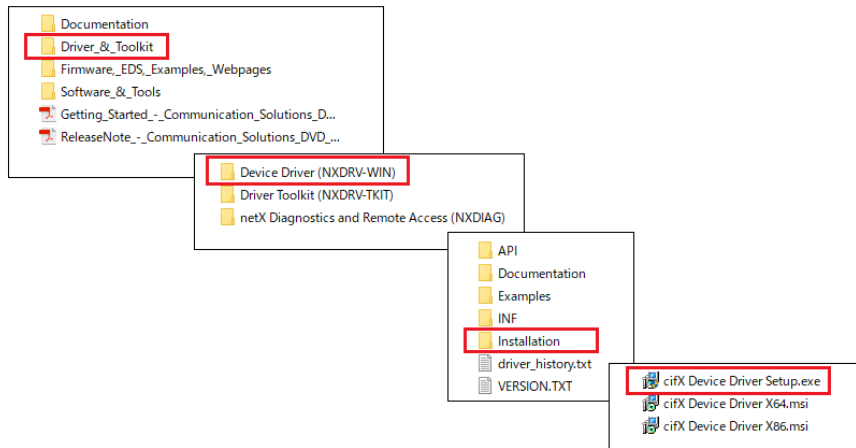 Documentation
Driver_&_Toolkit
Firmware,_EDS,_Examples,_Webpages
Software_&_Tools
Getting_Started_-_Communication_Solutions_D...
ReleaseNote_-_Communication_Solutions_DVD_...
Device Driver (NXDRV-WIN)
Driver Toolkit (NXDRV-TKIT)
netX Diagnostics and Remote Access (NXDIAG)
API
Documentation
Examples
INF
Installation
driver_history.txt
VERSION.TXT
cifX Device Driver Setup.exe
cifX Device Driver X64.msi
cifX Device Driver X86.msi